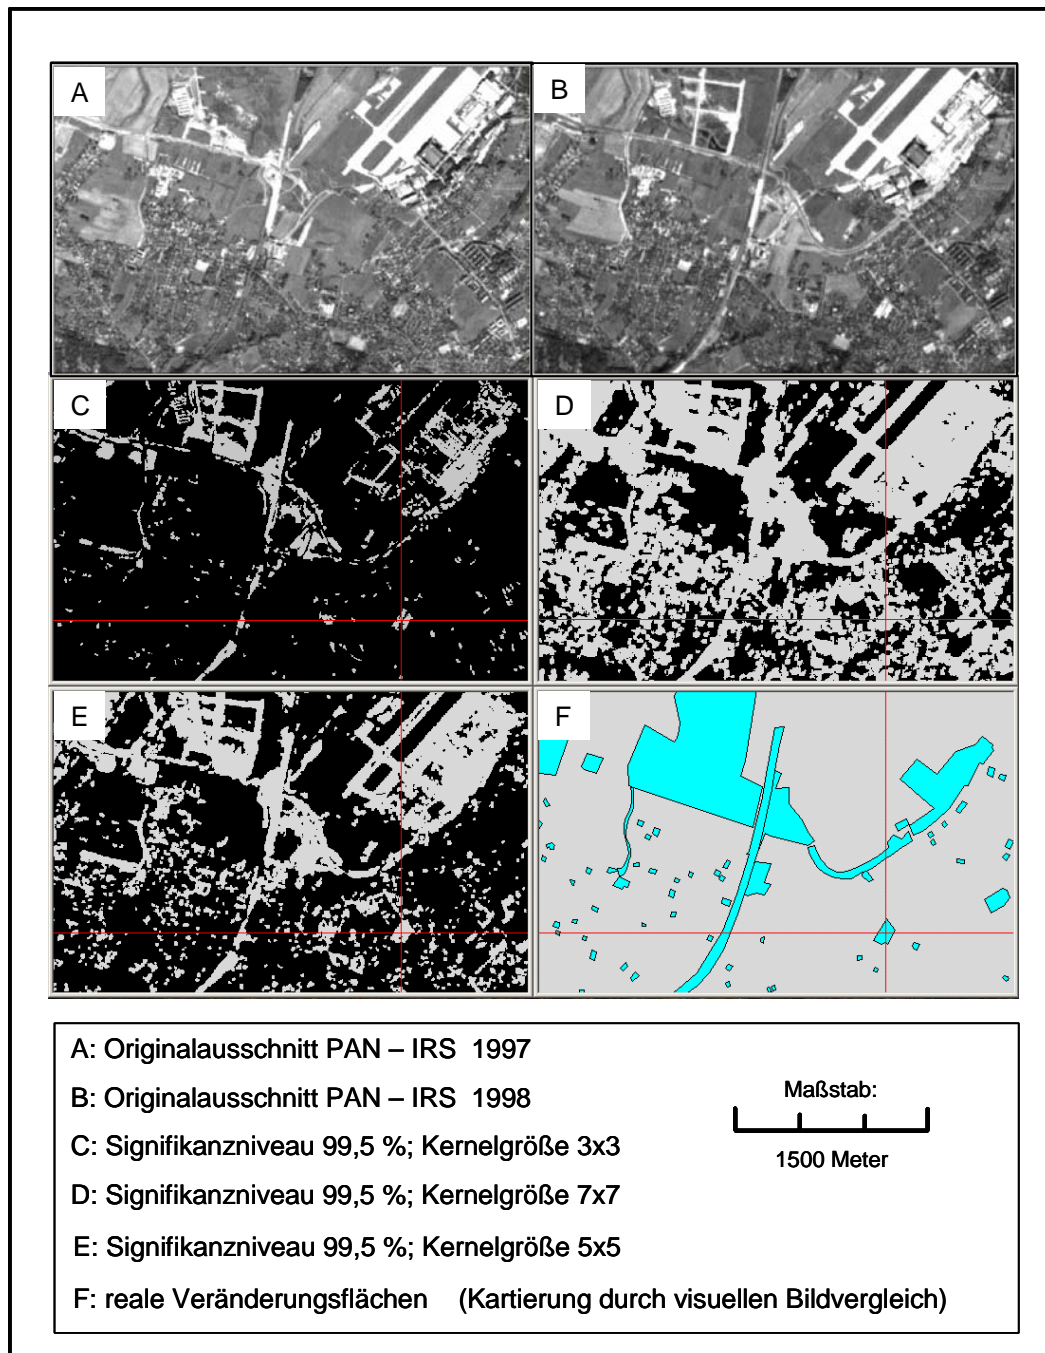 A
B
C
D
E
F
A: Originalausschnitt PAN – IRS 1997
B: Originalausschnitt PAN – IRS 1998
C: Signifikanzniveau 99,5 %; Kernelgröße 3x3
D: Signifikanzniveau 99,5 %; Kernelgröße 7x7
E: Signifikanzniveau 99,5 %; Kernelgröße 5x5
F: reale Veränderungsflächen (Kartierung durch visuellen Bildvergleich)
Maßstab:
1500 Meter